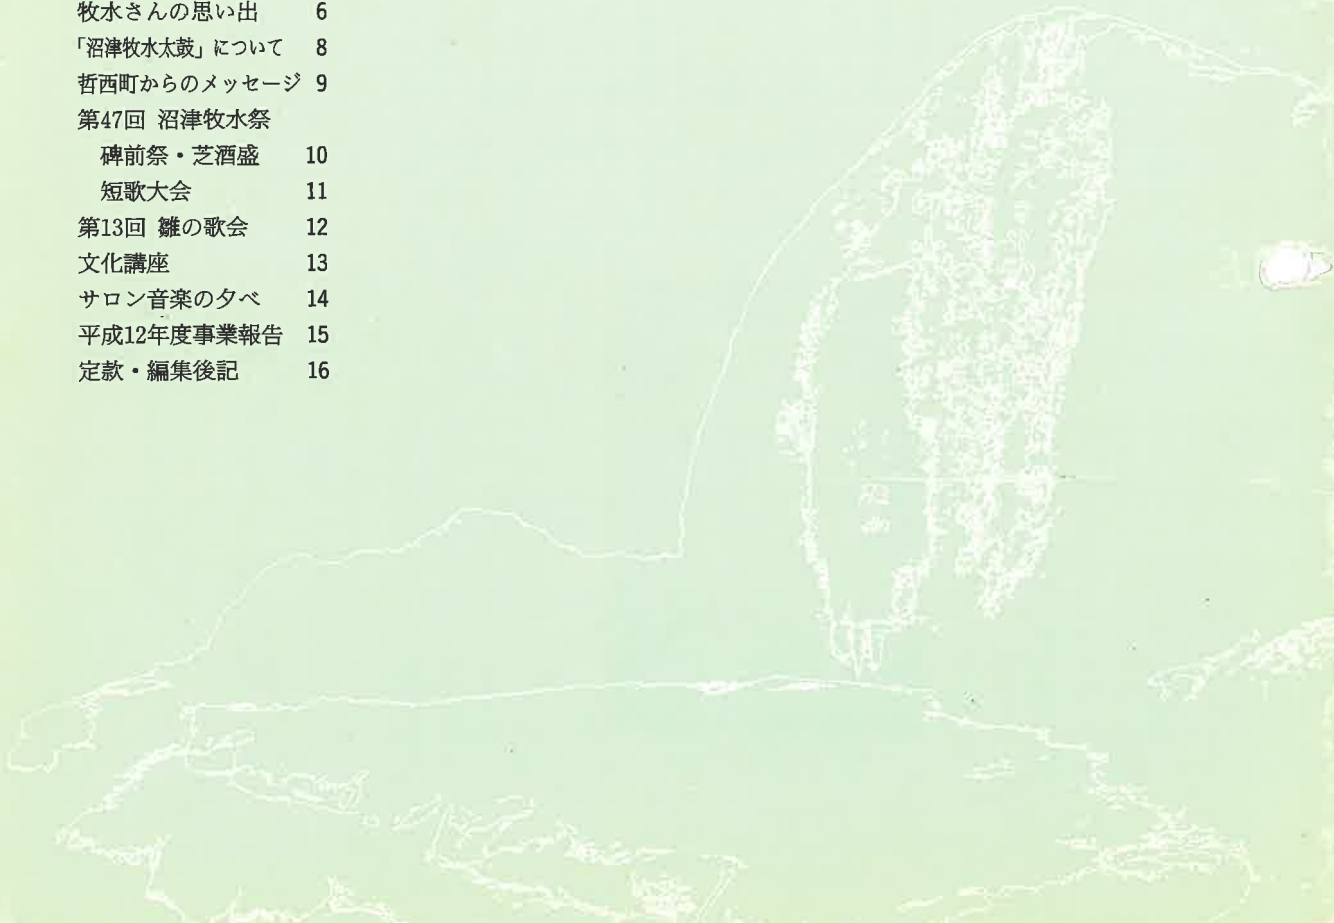 牧水さんの思い出 6
「沼津牧水太鼓」について 8
哲西町からのメッセージ 9
第47回 沼津牧水祭
碑前祭・芝酒盛 10
短歌大会 11
第13回 雛の歌会 12
文化講座 13
サロン音楽の夕べ 14
平成12年度事業報告 15
定款・編集後記 16